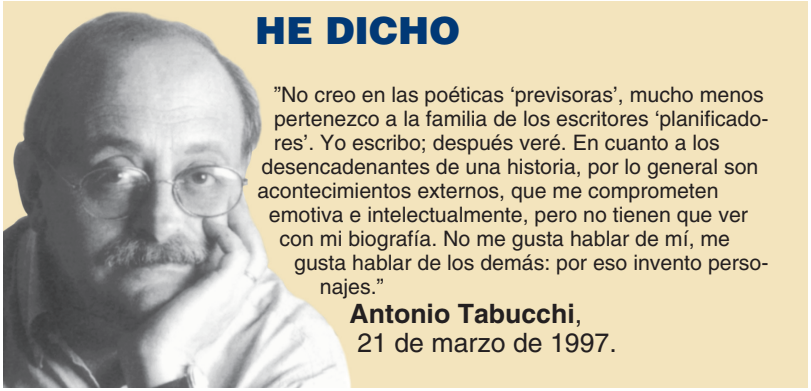 HE DICHO
”No creo en las poéticas ‘previsoras’, mucho menos
pertenezco a la familia de los escritores ‘planificado-
res’. Yo escribo; después veré. En cuanto a los
desencadenantes de una historia, por lo general son
acontecimientos externos, que me comprometen
emotiva e intelectualmente, pero no tienen que ver
con mi biografía. No me gusta hablar de mí, me
gusta hablar de los demás: por eso invento perso-
najes.”
Antonio Tabucchi,
21 de marzo de 1997.